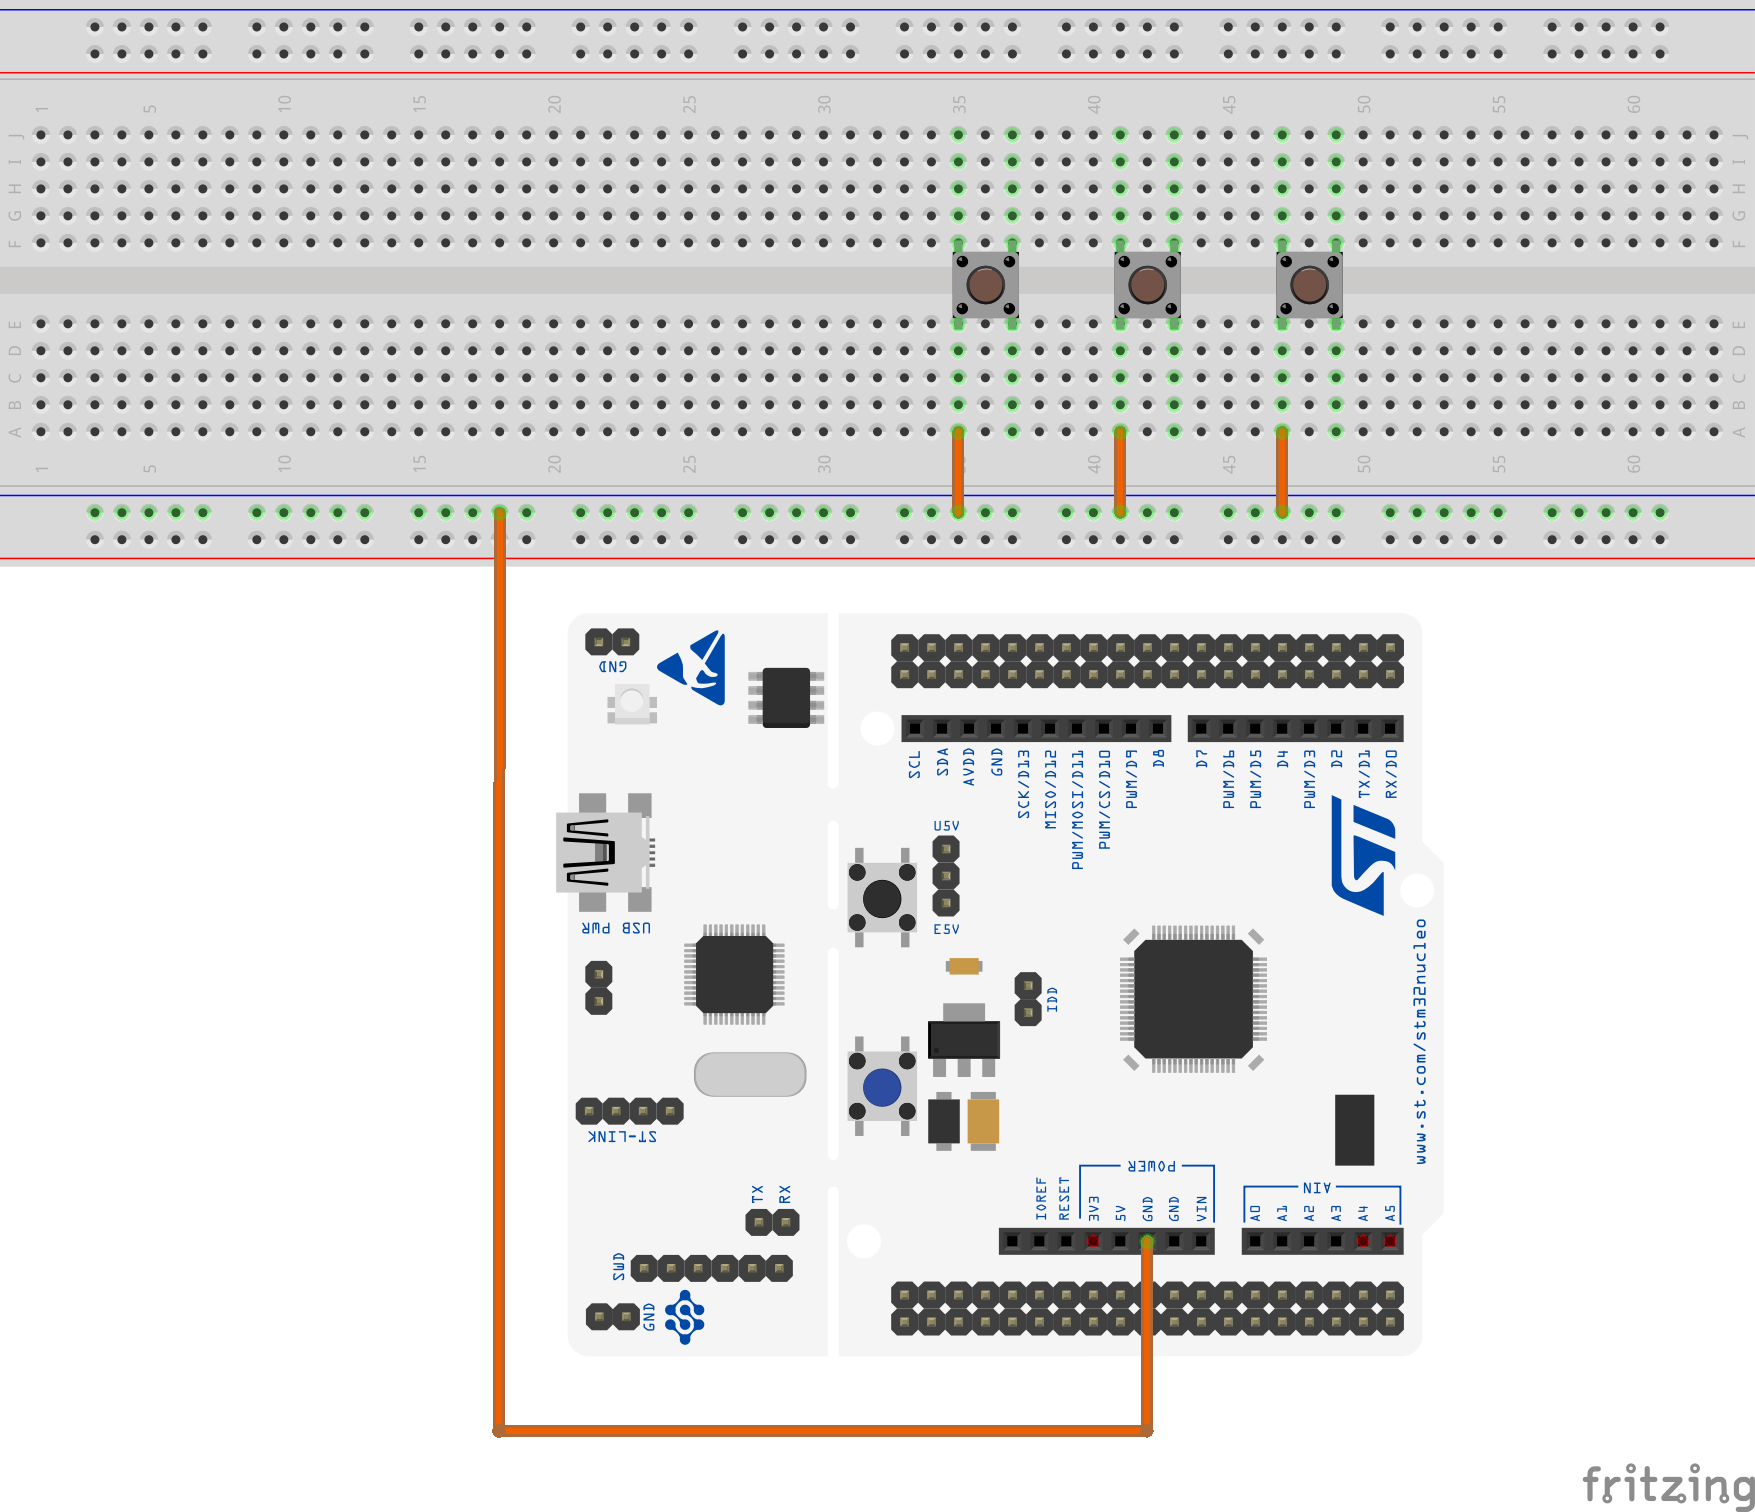 1 5 10 15 20 25 30 35 40 45 50 55 60
J J
I I
H H
G G
F F
E E
D D
C C
B B
A A
1 5 10 15 20 25 30 40 45 50 55 60
GND
SCL
SDA
AVDD
GND
SCK/D13
MISO/D12
PWM/MOSI/D11
PWM/CS/D10
PWM/D9
D8
D7
PWM/D6
PWM/D5
D4
PWM/D3
D2
TX/D1
RX/D0
U5V
E5V
ST
USB PWR
IDD
www.st.com/stm32nucleo
ST-LINK
TX
RX
SWD
GND
IOREF
RESET
POWER
3V3
5V
GND
GND
VIN
AIN
A0
A1
A2
A3
A4
A5
fritzing